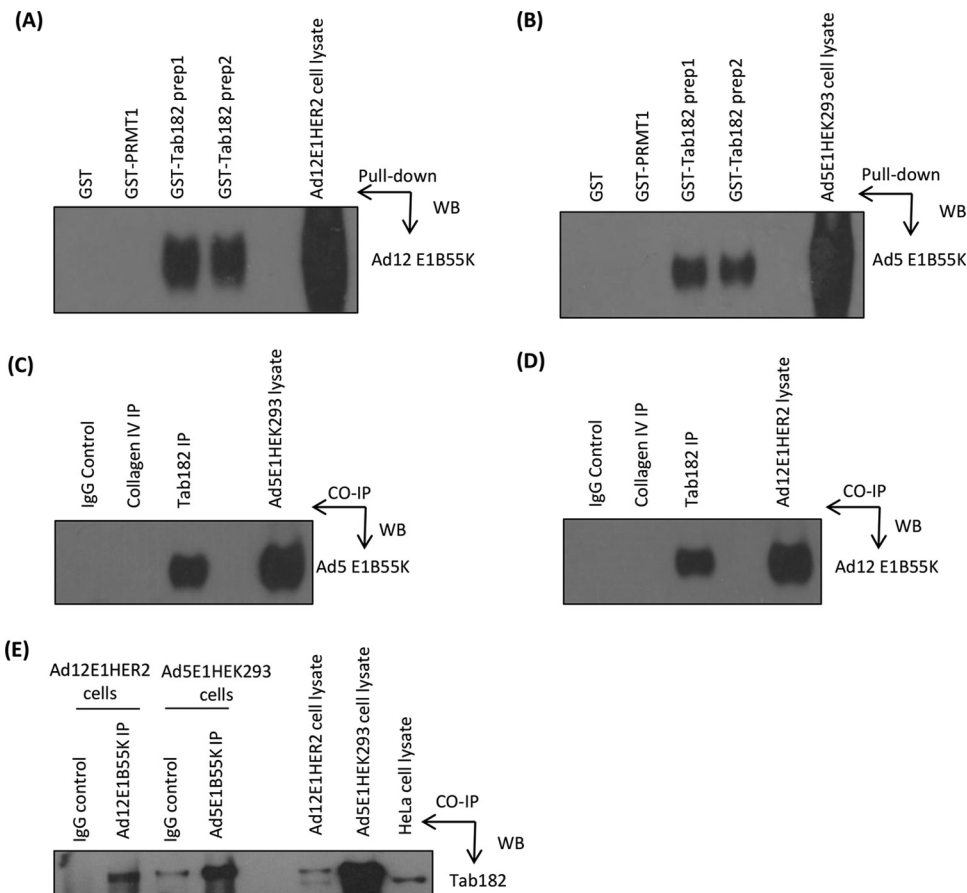 (A)
GST
GST-PRMT1
GST-Tab182 prep1
GST-Tab182 prep2
Ad12E1HER2 cell lysate
Pull-down
WB
Ad12 E1B55K
(B)
GST
GST-PRMT1
GST-Tab182 prep1
GST-Tab182 prep2
Ad5E1HEK293 cell lysate
Pull-down
WB
Ad5 E1B55K
(C)
IgG Control
Collagen IV IP
Tab182 IP
Ad5E1HEK293 lysate
CO-IP
WB
Ad5 E1B55K
(D)
IgG Control
Collagen IV IP
Tab182 IP
Ad12E1HER2 lysate
CO-IP
WB
Ad12 E1B55K
(E)
Ad12E1HER2
cells
Ad5E1HEK293
cells
IgG control
Ad12E1B55K IP
IgG control
Ad5E1B55K IP
Ad12E1HER2 cell lysate
Ad5E1HEK293 cell lysate
HeLa cell lysate
CO-IP
WB
Tab182